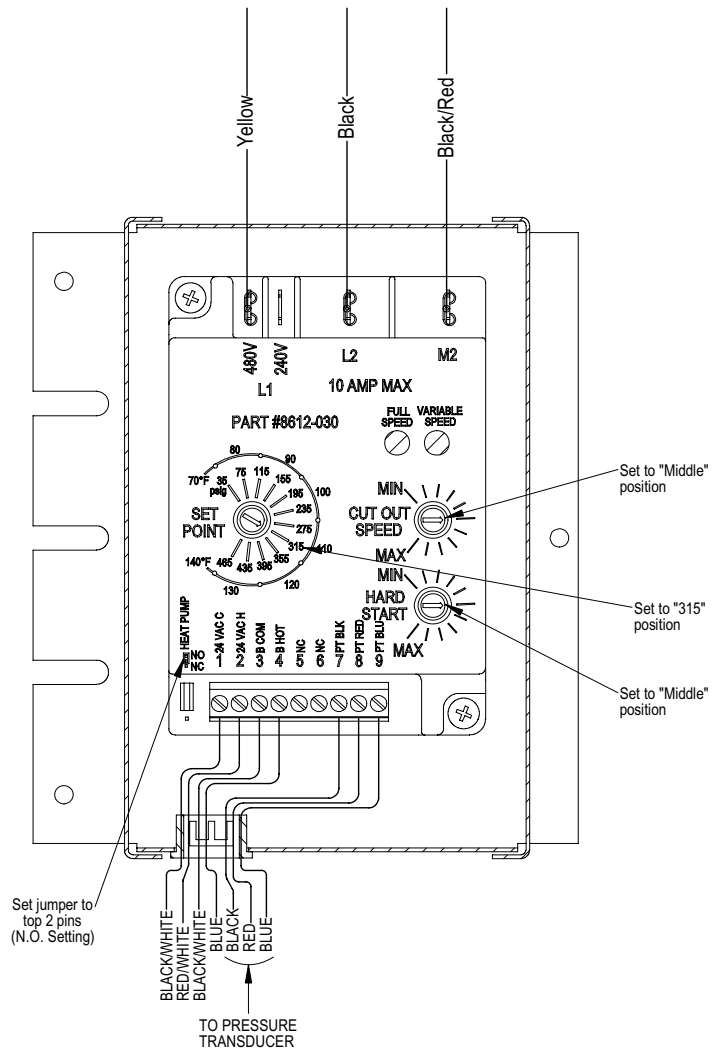 Yellow
Black
Black/Red
480V
240V
L1
L2
M2
10 AMP MAX
PART #8612-030
FULL
SPEED
VARIABLE
SPEED
70°F
80
90
100
110
120
130
140°F
35
psig
75
115
155
195
235
275
315
355
395
435
465
SET
POINT
MIN
CUT OUT
SPEED
MAX
MIN
HARD
START
MAX
Set to "Middle"
position
Set to "315"
position
Set to "Middle"
position
HEAT PUMP
NO
NC
1 24 VAC C
2 24 VAC H
3 B COM
4 B HOT
5 NC
6 NC
7 PT BLK
8 PT RED
9 PT BLU
Set jumper to
top 2 pins
(N.O. Setting)
BLACK/WHITE
RED/WHITE
BLACK/WHITE
BLUE
BLACK
RED
BLUE
TO PRESSURE
TRANSDUCER